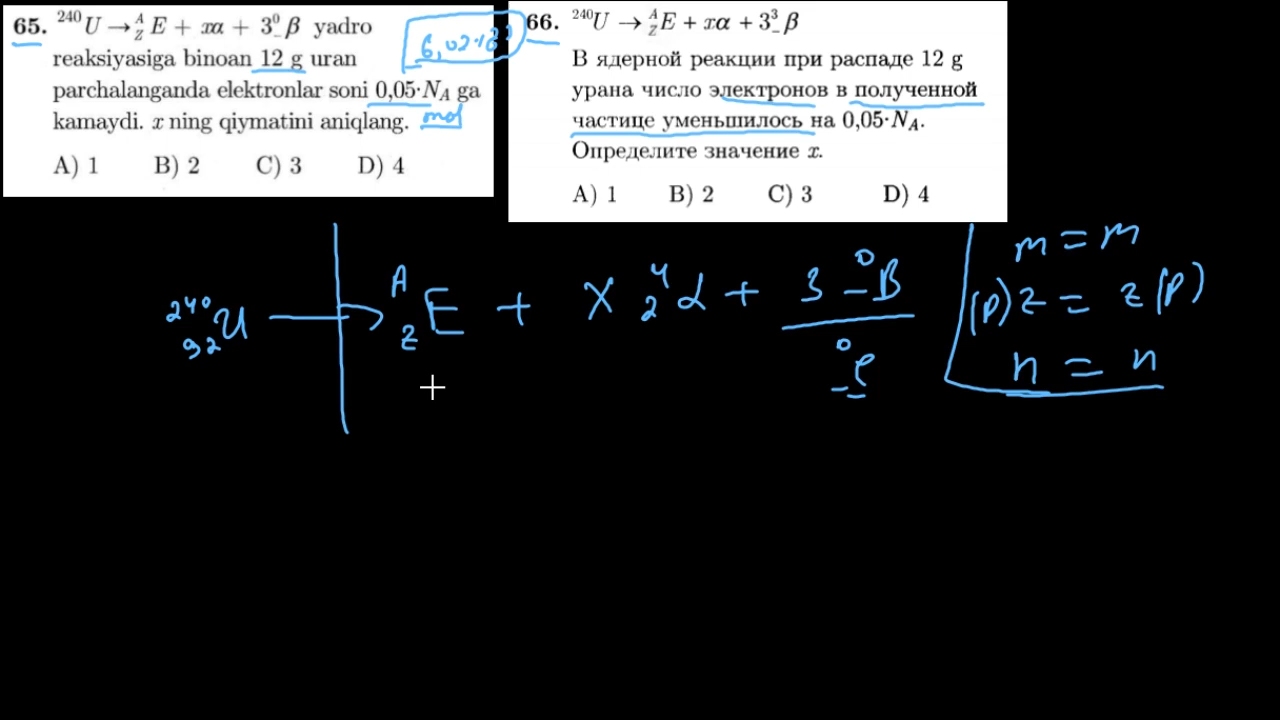 65. ²⁴⁰U → ᴬ_Z E + xα + 3⁰₋β yadro
reaksiyasiga binoan 12 g uran
parchalanganda elektronlar soni 0,05·N_A ga
kamaydi. x ning qiymatini aniqlang. mol
A) 1 B) 2 C) 3 D) 4
66. ²⁴⁰U → ᴬ_Z E + xα + 3³₋β
В ядерной реакции при распаде 12 g
урана число электронов в полученной
частице уменьшилось на 0,05·N_A.
Определите значение x.
A) 1 B) 2 C) 3 D) 4
²⁴⁰₉₂U → ᴬ_Z E + X ⁴₂α + 3 ⁰₋B
⁰₋e
m = m
(P) z = z (P)
n = n